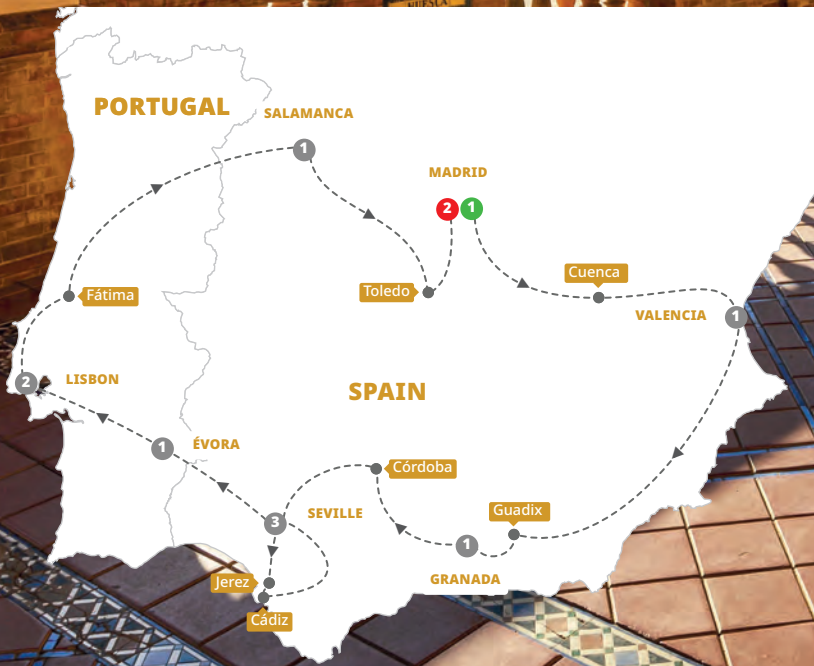 HUESCA
PORTUGAL
SALAMANCA
1
MADRID
2 1
Cuenca
Toledo
Fátima
VALENCIA
1
2
LISBON
SPAIN
1
ÉVORA
Córdoba
3
SEVILLE
Guadix
1
GRANADA
Jerez
Cádiz